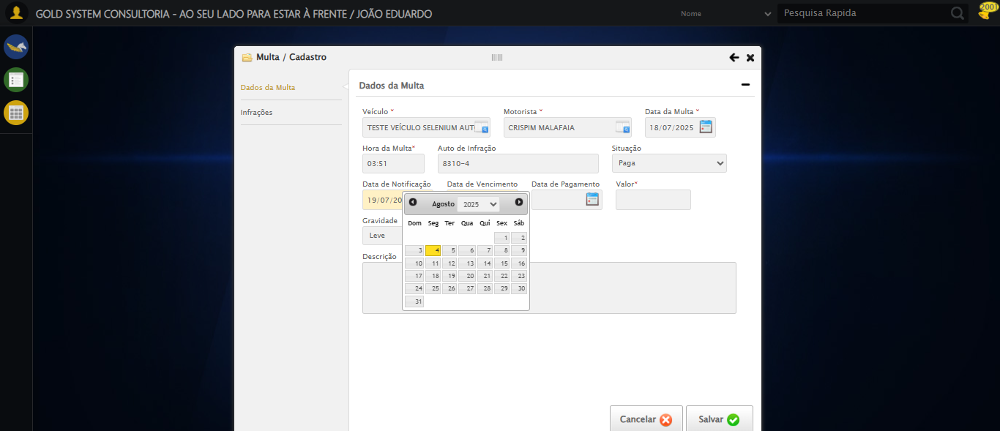 GOLD SYSTEM CONSULTORIA - AO SEU LADO PARA ESTAR À FRENTE / JOÃO EDUARDO
Nome
Pesquisa Rapida
2001
Multa / Cadastro
Dados da Multa
Infrações
Dados da Multa
Veículo * Motorista * Data da Multa *
TESTE VEÍCULO SELENIUM AUT CRISPIM MALAFAIA 18/07/2025
Hora da Multa* Auto de Infração Situação
03:51 8310-4 Paga
Data de Notificação Data de Vencimento Data de Pagamento Valor*
19/07/20
Agosto 2025
Gravidade
Leve
Descrição
Dom Seg Ter Qua Qui Sex Sáb
1 2
3 4 5 6 7 8 9
10 11 12 13 14 15 16
17 18 19 20 21 22 23
24 25 26 27 28 29 30
31
Cancelar Salvar